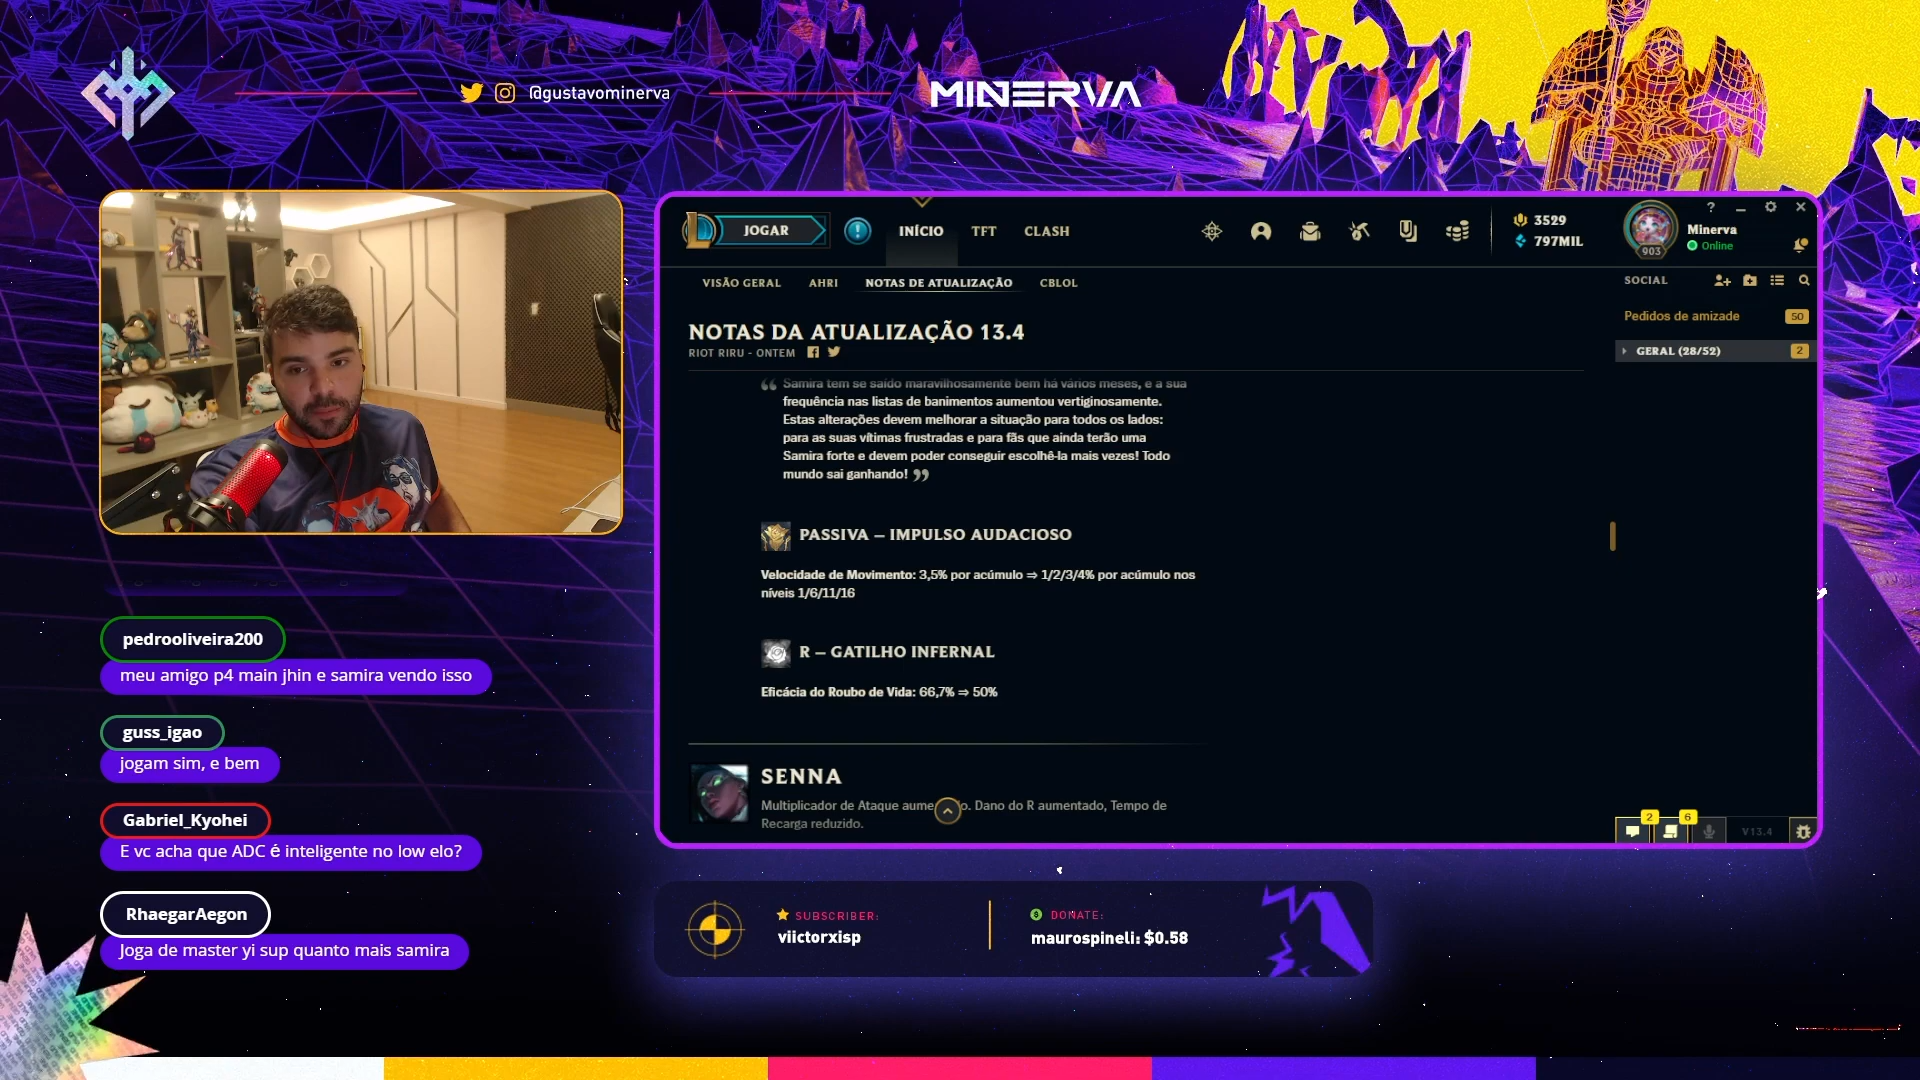 @gustavominerva
MINERVA
JOGAR
INÍCIO
TFT
CLASH
3529
797MIL
903
?
Minerva
Online
VISÃO GERAL
AHRI
NOTAS DE ATUALIZAÇÃO
CBLOL
SOCIAL
Pedidos de amizade
50
GERAL (28/52)
2
NOTAS DA ATUALIZAÇÃO 13.4
RIOT RIRU - ONTEM
“ Samira tem se saído maravilhosamente bem há vários meses, e a sua
frequência nas listas de banimentos aumentou vertiginosamente.
Estas alterações devem melhorar a situação para todos os lados:
para as suas vítimas frustradas e para fãs que ainda terão uma
Samira forte e devem poder conseguir escolhê-la mais vezes! Todo
mundo sai ganhando! ”
PASSIVA – IMPULSO AUDACIOSO
Velocidade de Movimento: 3,5% por acúmulo ⇒ 1/2/3/4% por acúmulo nos
níveis 1/6/11/16
R – GATILHO INFERNAL
Eficácia do Roubo de Vida: 66,7% ⇒ 50%
SENNA
Multiplicador de Ataque aume o. Dano do R aumentado, Tempo de
Recarga reduzido.
2
6
V13.4
pedrooliveira200
meu amigo p4 main jhin e samira vendo isso
guss_igao
jogam sim, e bem
Gabriel_Kyohei
E vc acha que ADC é inteligente no low elo?
RhaegarAegon
Joga de master yi sup quanto mais samira
SUBSCRIBER:
viictorxisp
DONATE:
maurospineli: $0.58